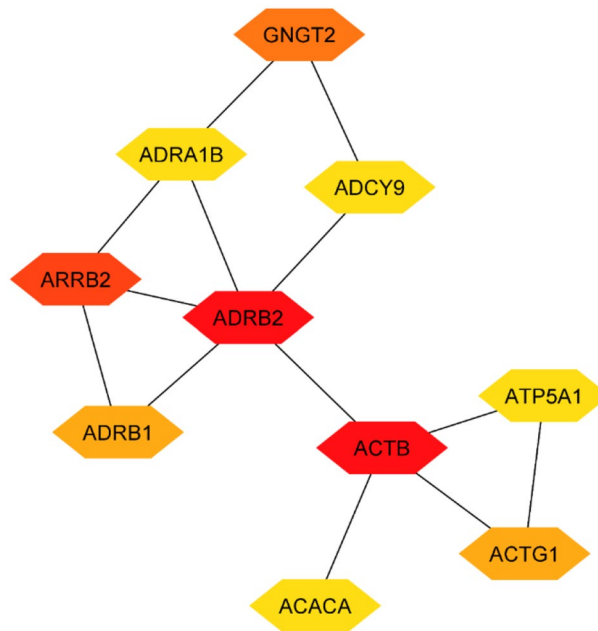 GNGT2
ADRA1B
ADCY9
ARRB2
ADRB2
ATP5A1
ADRB1
ACTB
ACTG1
ACACA